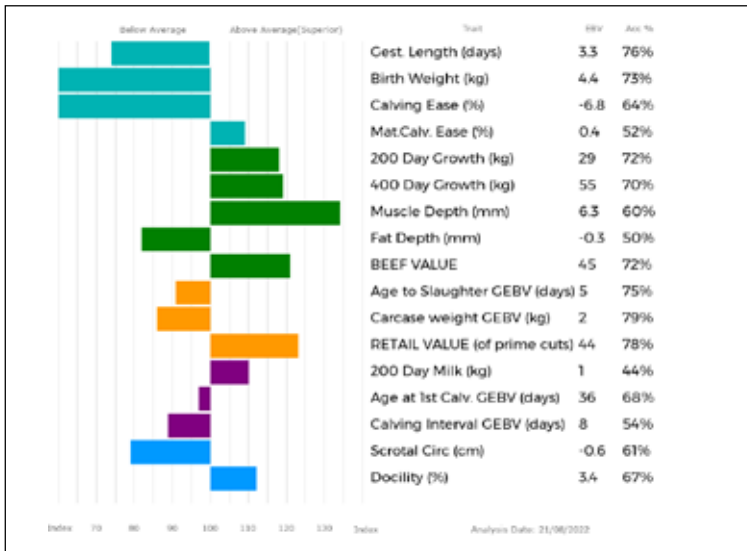 Below Average Above Average(Superior) Trait EBV Acc %
Gest. Length (days) 3.3 76%
Birth Weight (kg) 4.4 73%
Calving Ease (%) -6.8 64%
Mat.Calv. Ease (%) 0.4 52%
200 Day Growth (kg) 29 72%
400 Day Growth (kg) 55 70%
Muscle Depth (mm) 6.3 60%
Fat Depth (mm) -0.3 50%
BEEF VALUE 45 72%
Age to Slaughter GEBV (days) 5 75%
Carcase weight GEBV (kg) 2 79%
RETAIL VALUE (of prime cuts) 44 78%
200 Day Milk (kg) 1 44%
Age at 1st Calv. GEBV (days) 36 68%
Calving Interval GEBV (days) 8 54%
Scrotal Circ (cm) -0.6 61%
Docility (%) 3.4 67%
Index 70 80 90 100 110 120 130 Index Analysis Date: 21/08/2022